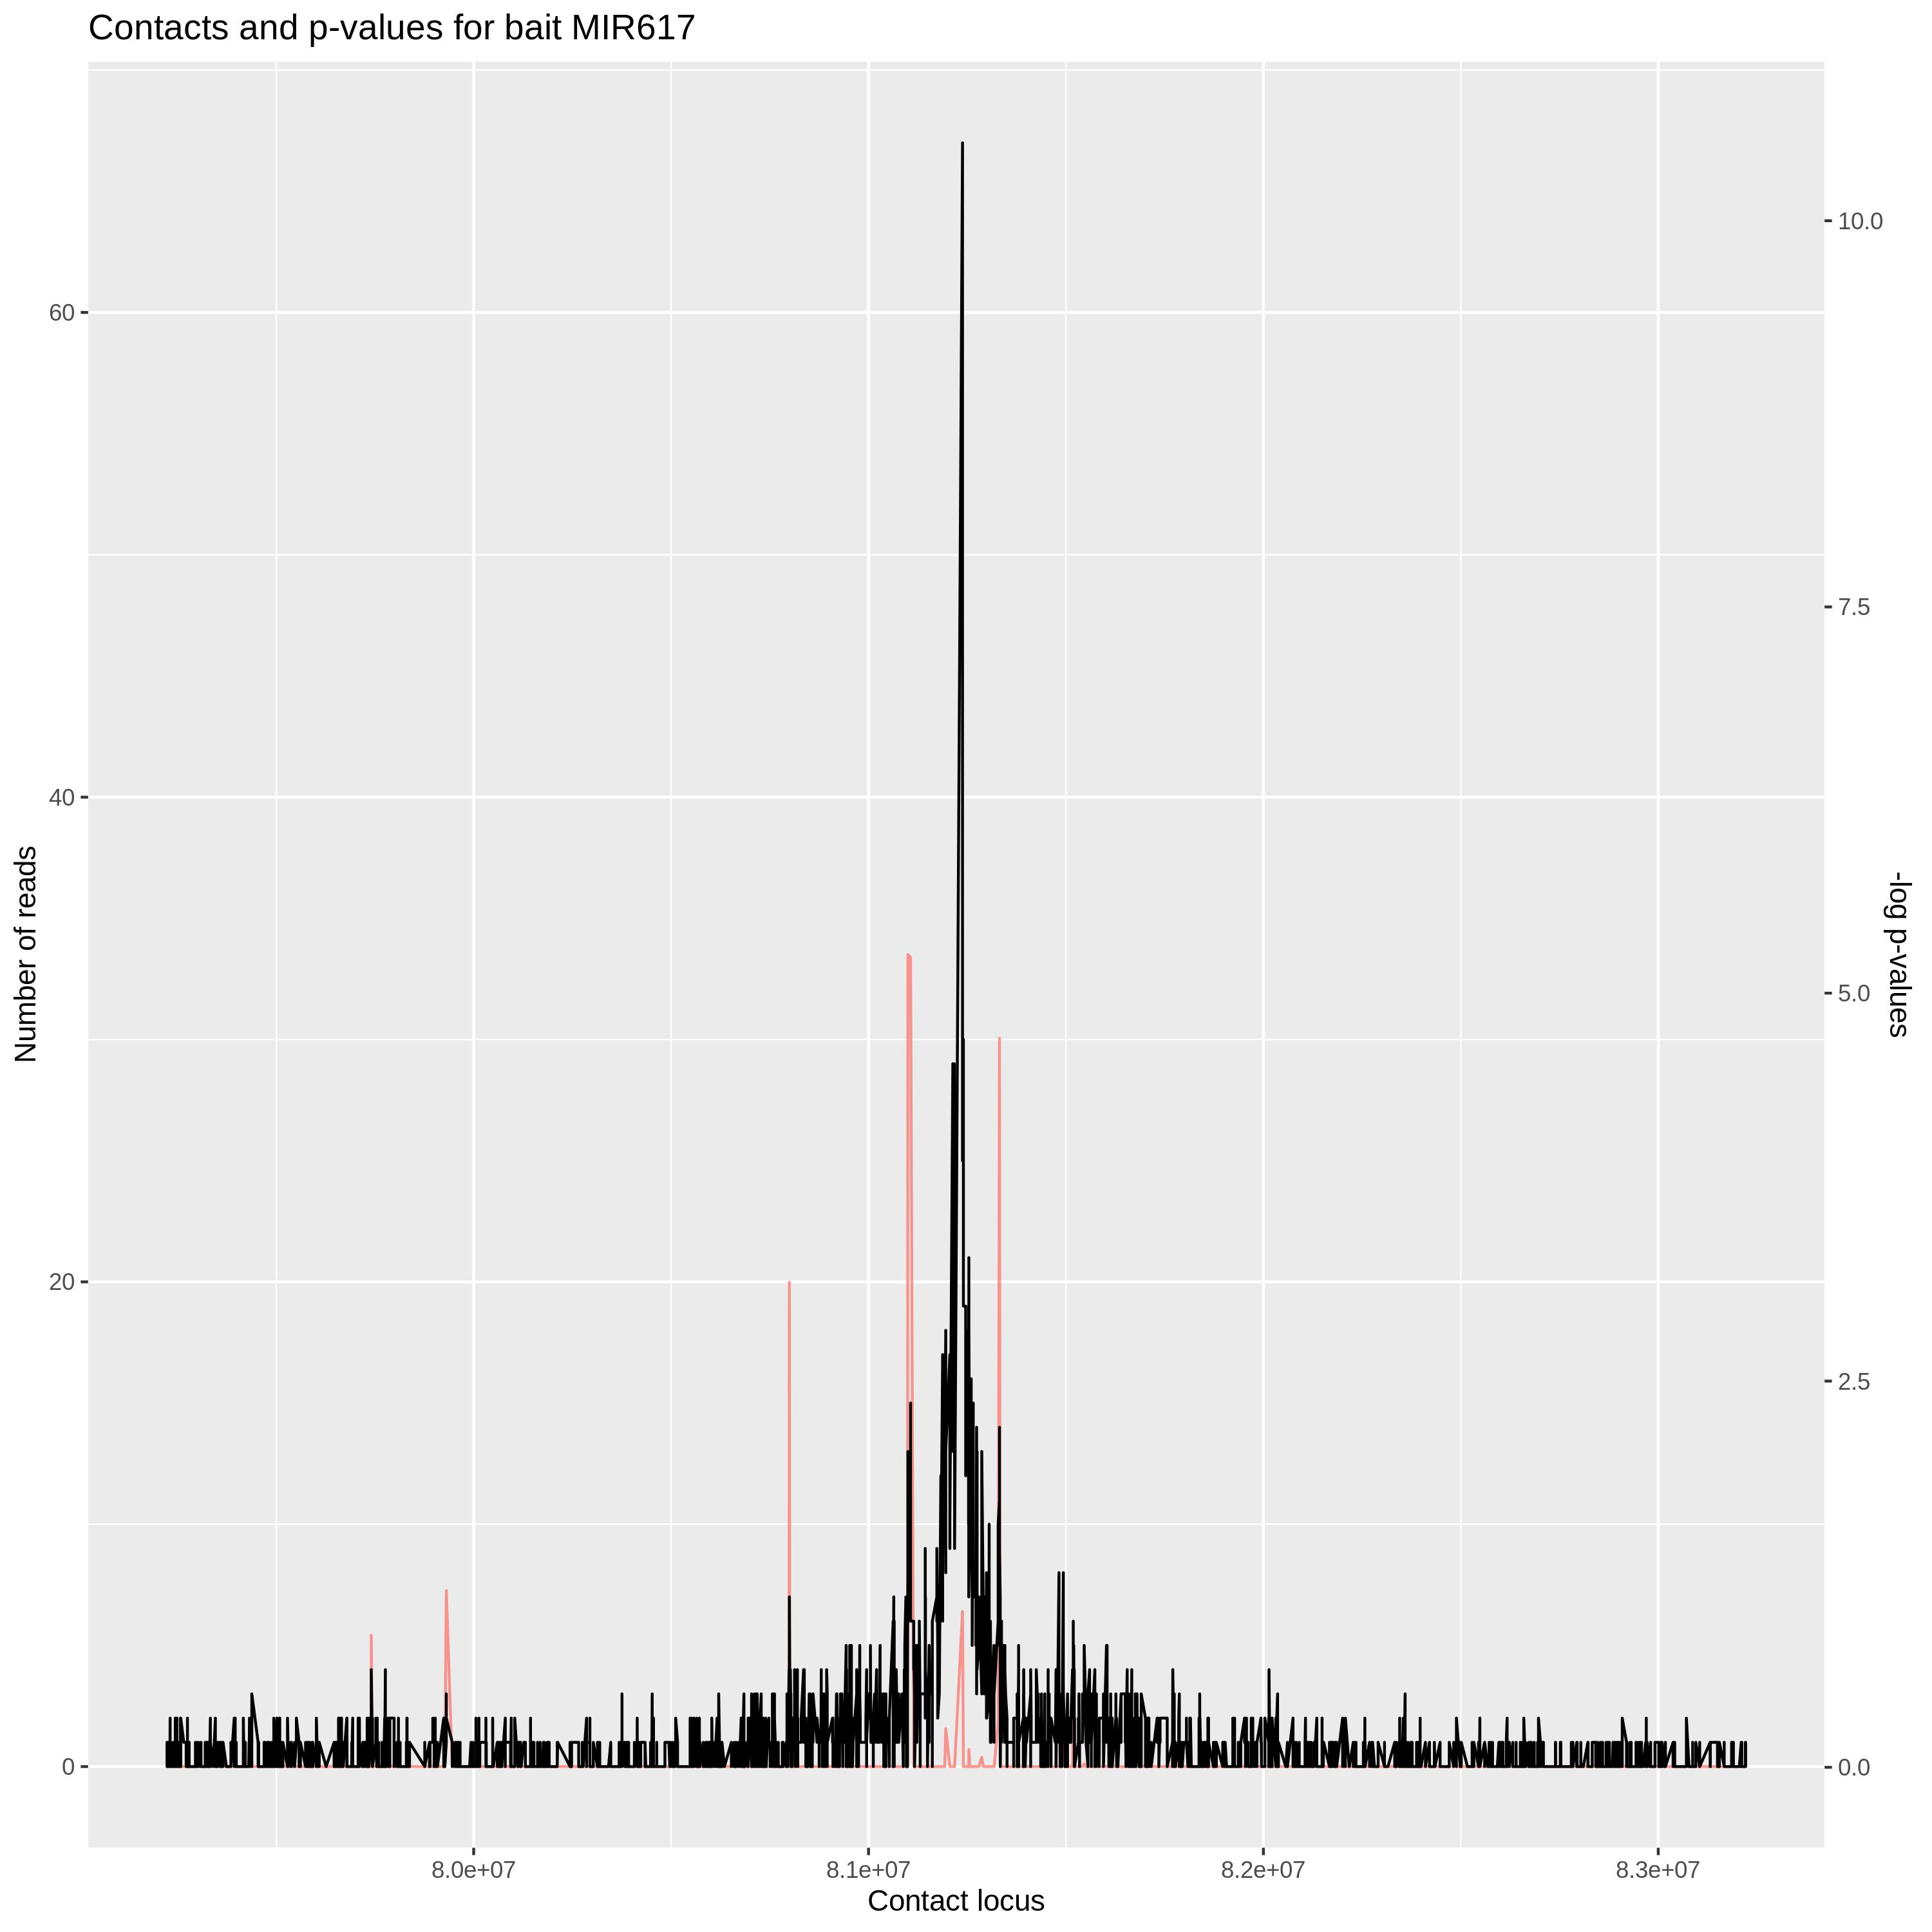 Contacts and p-values for bait MIR617
Number of reads
60
40
20
0
10.0
7.5
5.0
2.5
0.0
-log p-values
8.0e+07 8.1e+07 8.2e+07 8.3e+07
Contact locus